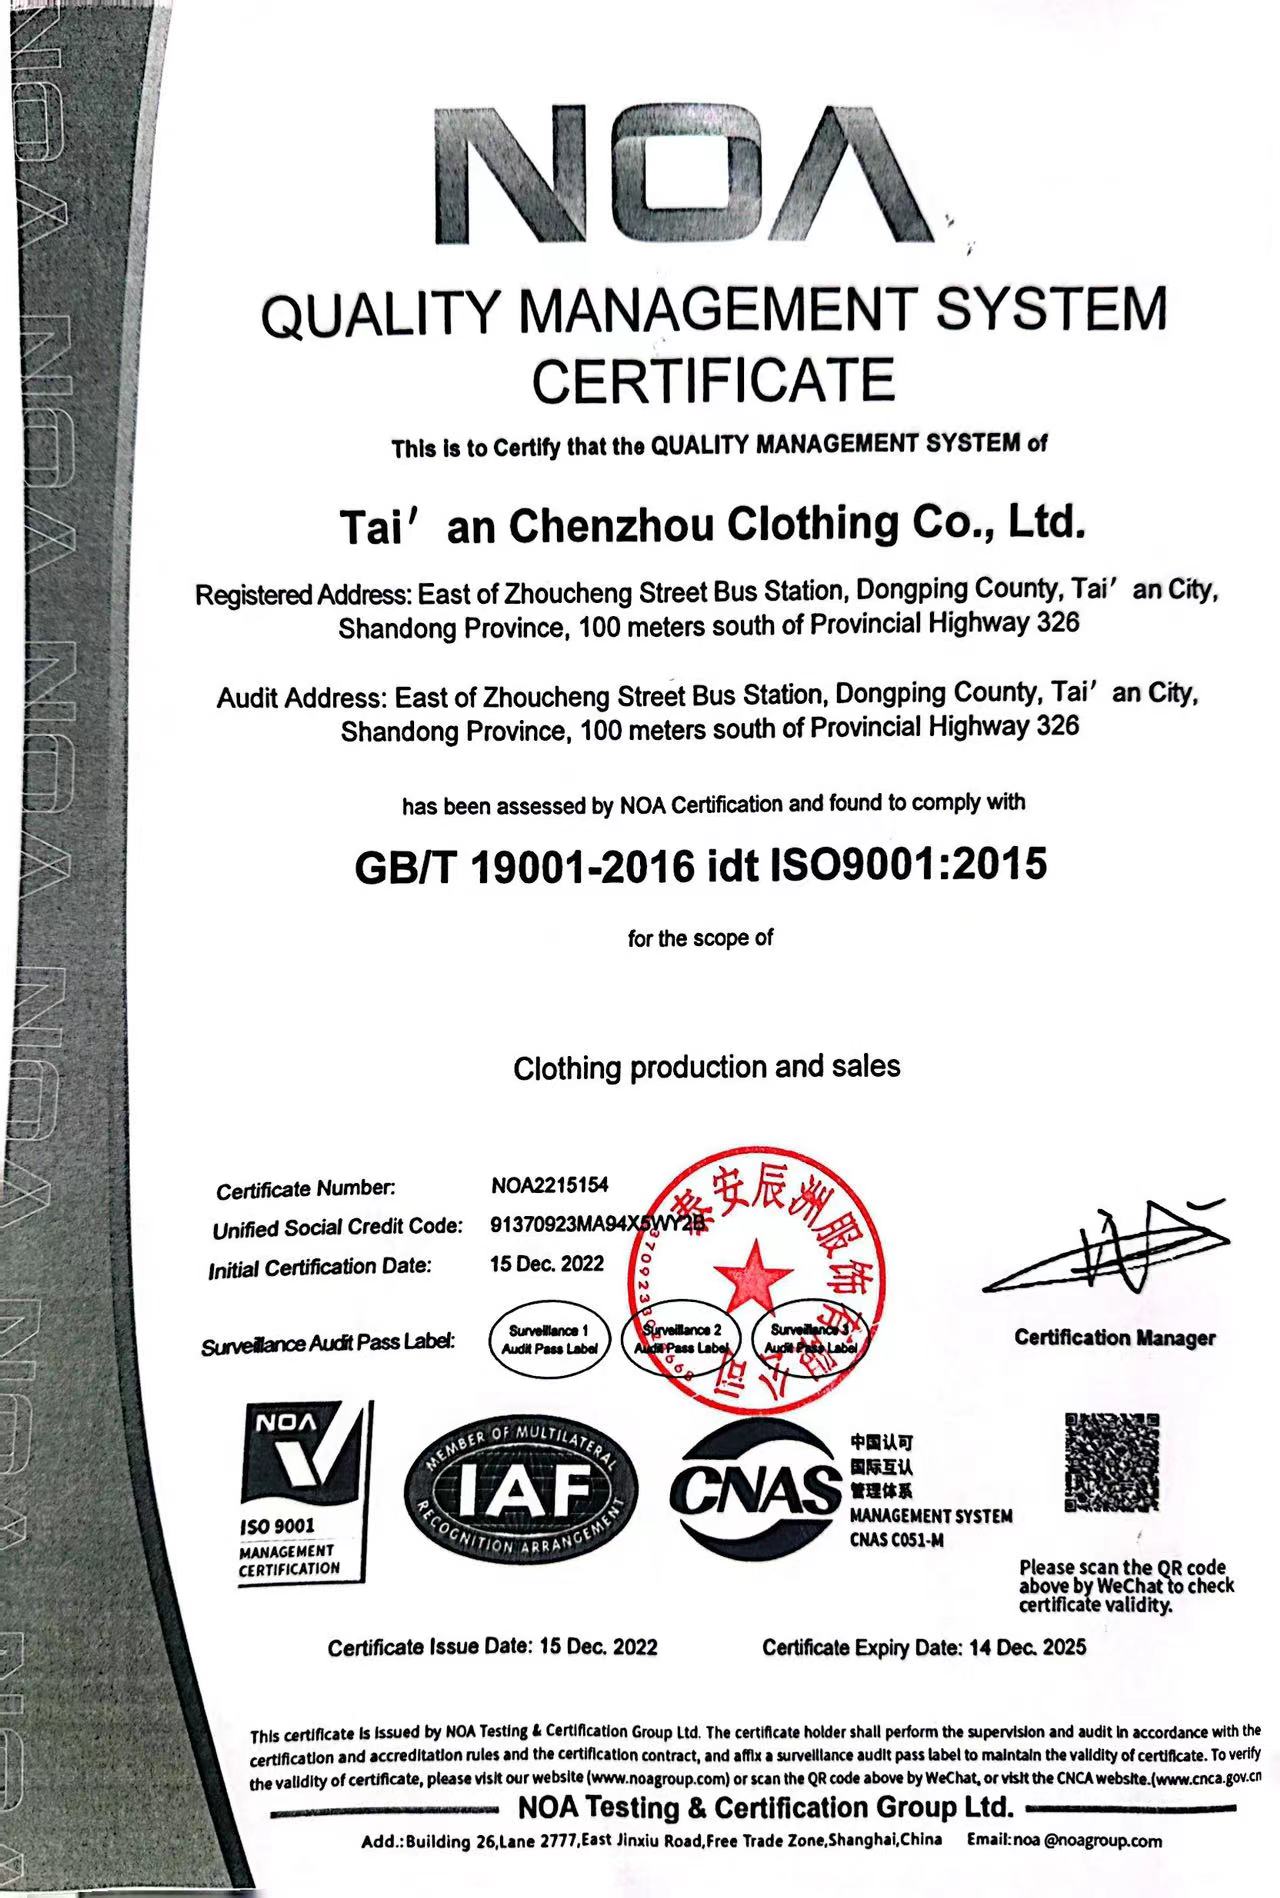 NOA
QUALITY MANAGEMENT SYSTEM
CERTIFICATE
This is to Certify that the QUALITY MANAGEMENT SYSTEM of
Tai' an Chenzhou Clothing Co., Ltd.
Registered Address: East of Zhoucheng Street Bus Station, Dongping County, Tai' an City,
Shandong Province, 100 meters south of Provincial Highway 326
Audit Address: East of Zhoucheng Street Bus Station, Dongping County, Tai' an City,
Shandong Province, 100 meters south of Provincial Highway 326
has been assessed by NOA Certification and found to comply with
GB/T 19001-2016 idt ISO9001:2015
for the scope of
Clothing production and sales
Certificate Number: NOA2215154
Unified Social Credit Code: 91370923MA94X5WY2B
Initial Certification Date: 15 Dec. 2022
泰安辰洲服饰有限公司
Surveillance Audit Pass Label:
Surveillance 1
Audit Pass Label
Surveillance 2
Audit Pass Label
Surveillance 3
Audit Pass Label
Certification Manager
NOA
ISO 9001
MANAGEMENT
CERTIFICATION
MEMBER OF MULTILATERAL
IAF
RECOGNITION ARRANGEMENT
CNAS
中国认可
国际互认
管理体系
MANAGEMENT SYSTEM
CNAS C051-M
Please scan the QR code
above by WeChat to check
certificate validity.
Certificate Issue Date: 15 Dec. 2022
Certificate Expiry Date: 14 Dec. 2025
This certificate is issued by NOA Testing & Certification Group Ltd. The certificate holder shall perform the supervision and audit in accordance with the
certification and accreditation rules and the certification contract, and affix a surveillance audit pass label to maintain the validity of certificate. To verify
the validity of certificate, please visit our website (www.noagroup.com) or scan the QR code above by WeChat, or visit the CNCA website.(www.cnca.gov.cn
NOA Testing & Certification Group Ltd.
Add.:Building 26,Lane 2777,East Jinxiu Road,Free Trade Zone,Shanghai,China Email:noa @noagroup.com